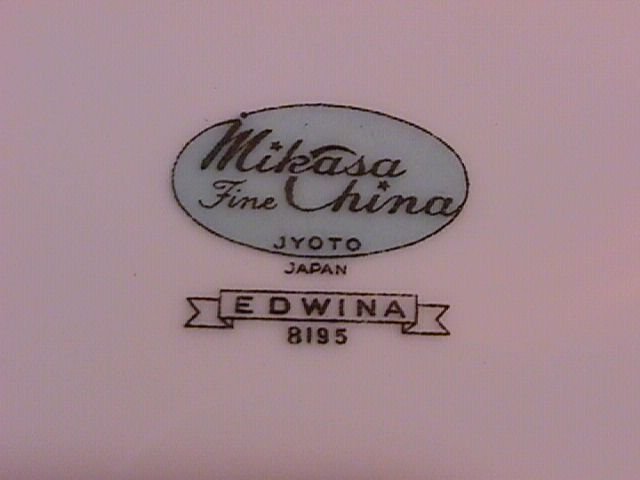 Mikasa
Fine China
JYOTO
JAPAN
EDWINA
8195